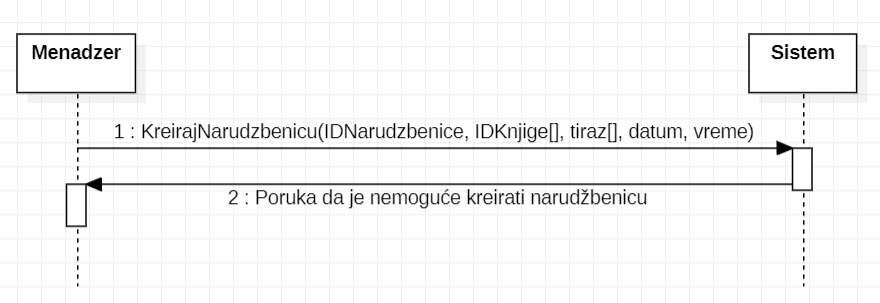 Menadzer
Sistem
1 : KreirajNarudzbenicu(IDNarudzbenice, IDKnjige[], tiraz[], datum, vreme)
2 : Poruka da je nemoguće kreirati narudžbenicu